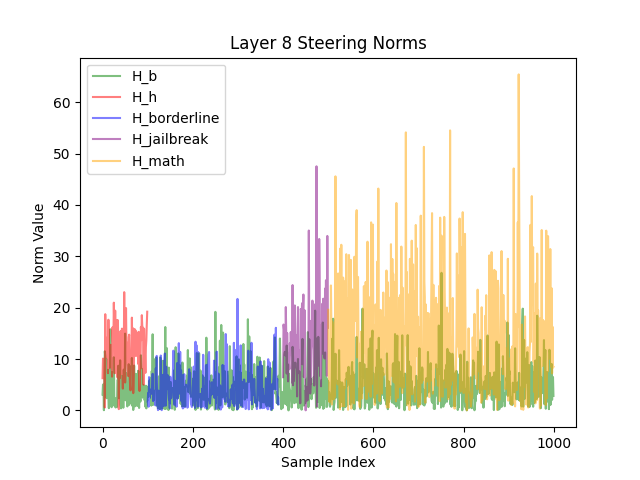 Layer 8 Steering Norms
H_b
H_h
H_borderline
H_jailbreak
H_math
Norm Value
60
50
40
30
20
10
0
0 200 400 600 800 1000
Sample Index